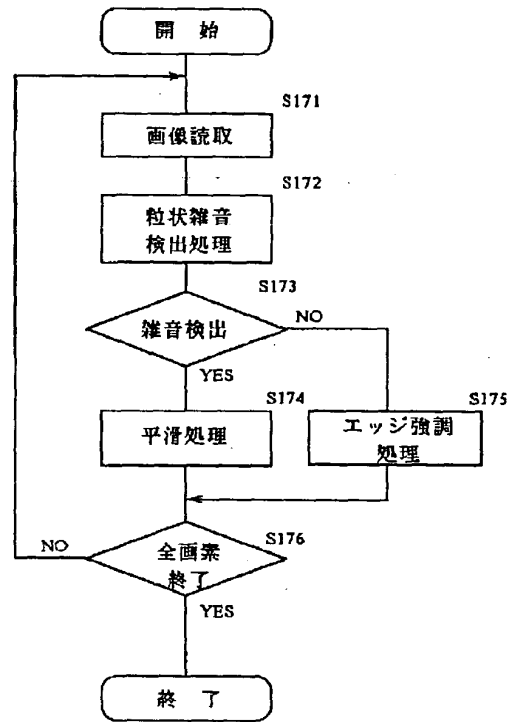 開 始
S171
画像読取
S172
粒状雑音
検出処理
S173
雑音検出
NO
YES
S174
平滑処理
S175
エッジ強調
処理
S176
全画素
終了
NO
YES
終 了